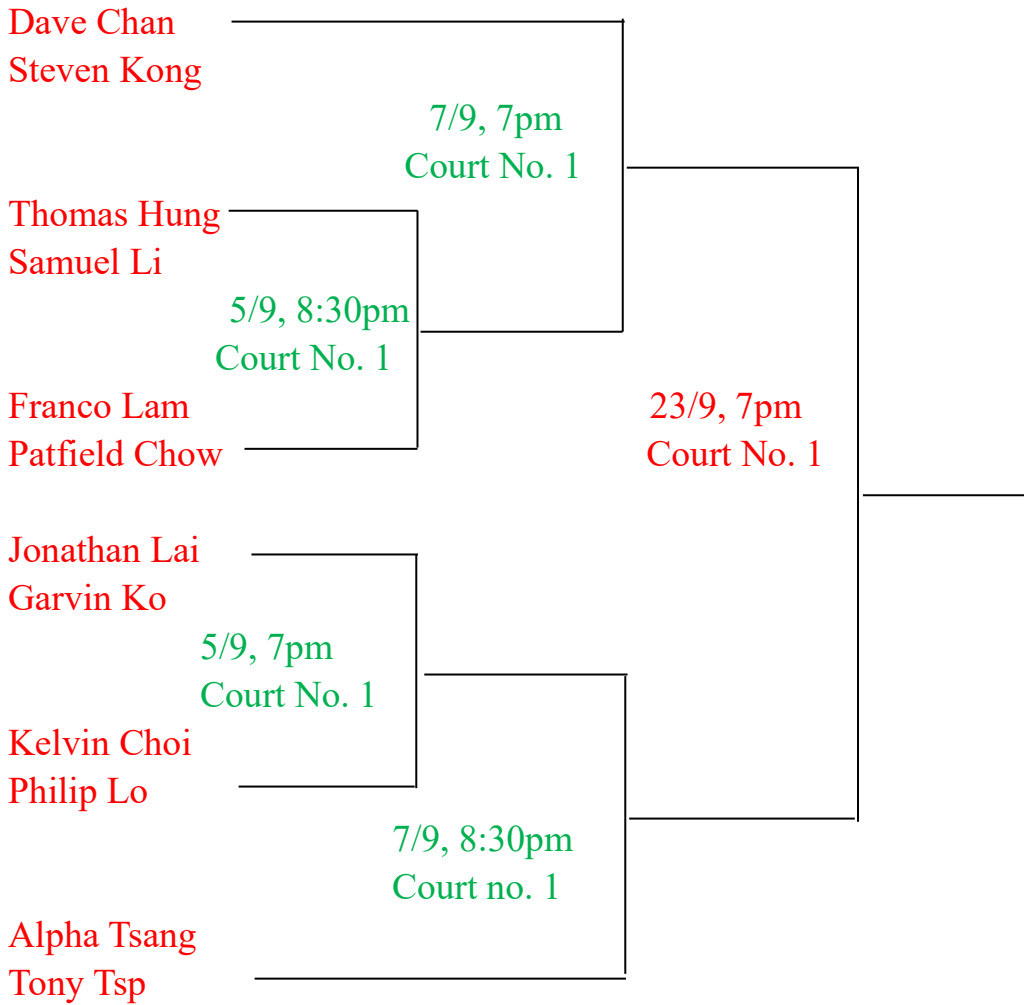 Dave Chan
Steven Kong
7/9, 7pm
Court No. 1
Thomas Hung
Samuel Li
5/9, 8:30pm
Court No. 1
Franco Lam
Patfield Chow
23/9, 7pm
Court No. 1
Jonathan Lai
Garvin Ko
5/9, 7pm
Court No. 1
Kelvin Choi
Philip Lo
7/9, 8:30pm
Court no. 1
Alpha Tsang
Tony Tsp